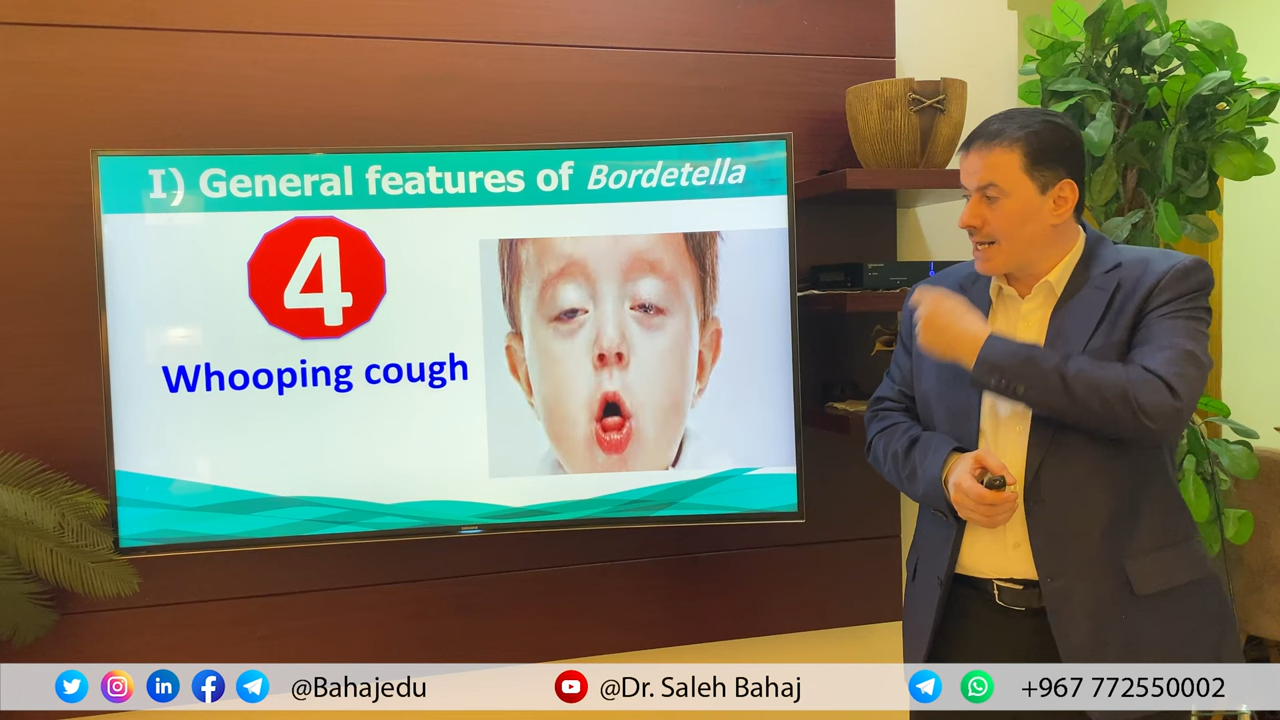 I) General features of Bordetella
4
Whooping cough
@Bahajedu
@Dr. Saleh Bahaj
+967 772550002